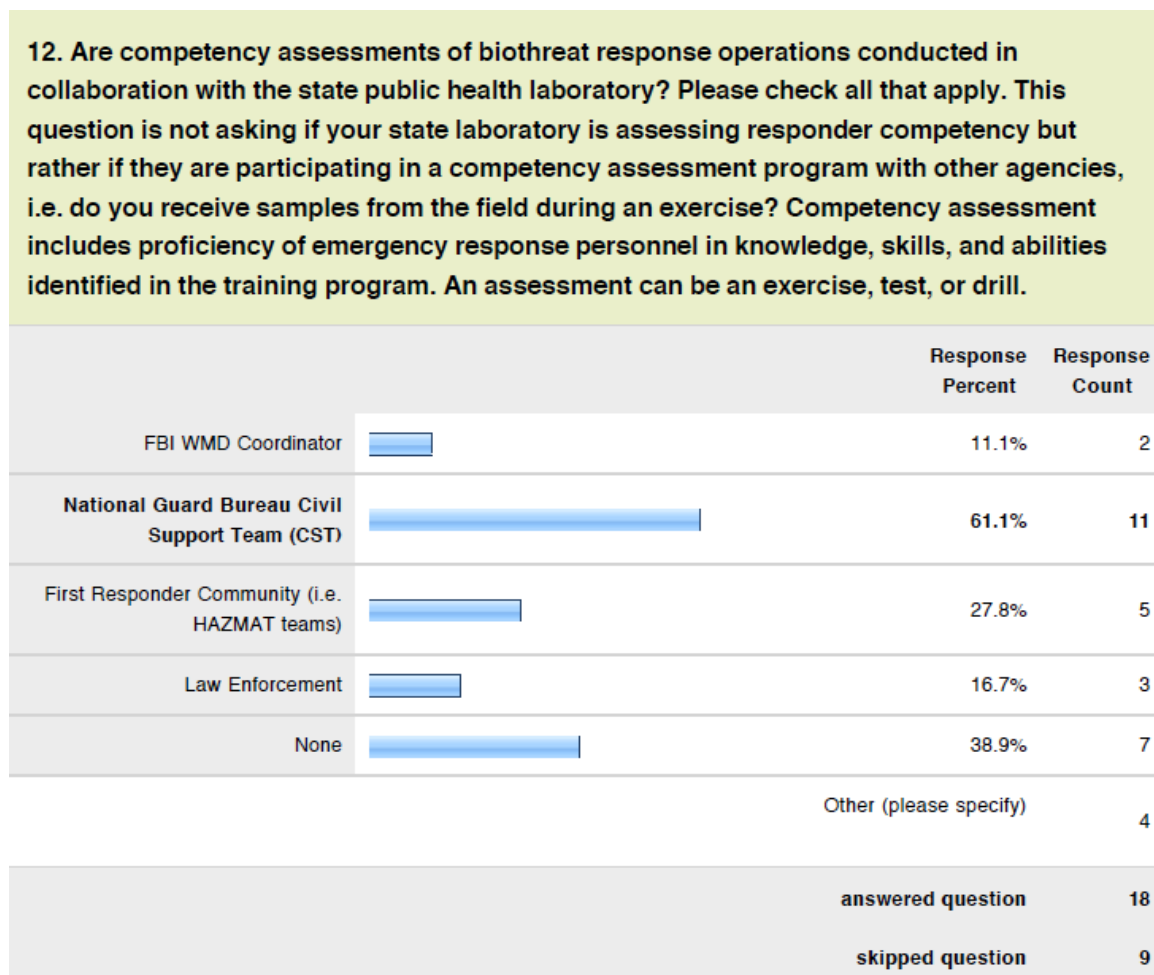 12. Are competency assessments of biothreat response operations conducted in
collaboration with the state public health laboratory? Please check all that apply. This
question is not asking if your state laboratory is assessing responder competency but
rather if they are participating in a competency assessment program with other agencies,
i.e. do you receive samples from the field during an exercise? Competency assessment
includes proficiency of emergency response personnel in knowledge, skills, and abilities
identified in the training program. An assessment can be an exercise, test, or drill.
Response Response
Percent Count
FBI WMD Coordinator 11.1% 2
National Guard Bureau Civil
Support Team (CST) 61.1% 11
First Responder Community (i.e.
HAZMAT teams) 27.8% 5
Law Enforcement 16.7% 3
None 38.9% 7
Other (please specify) 4
answered question 18
skipped question 9